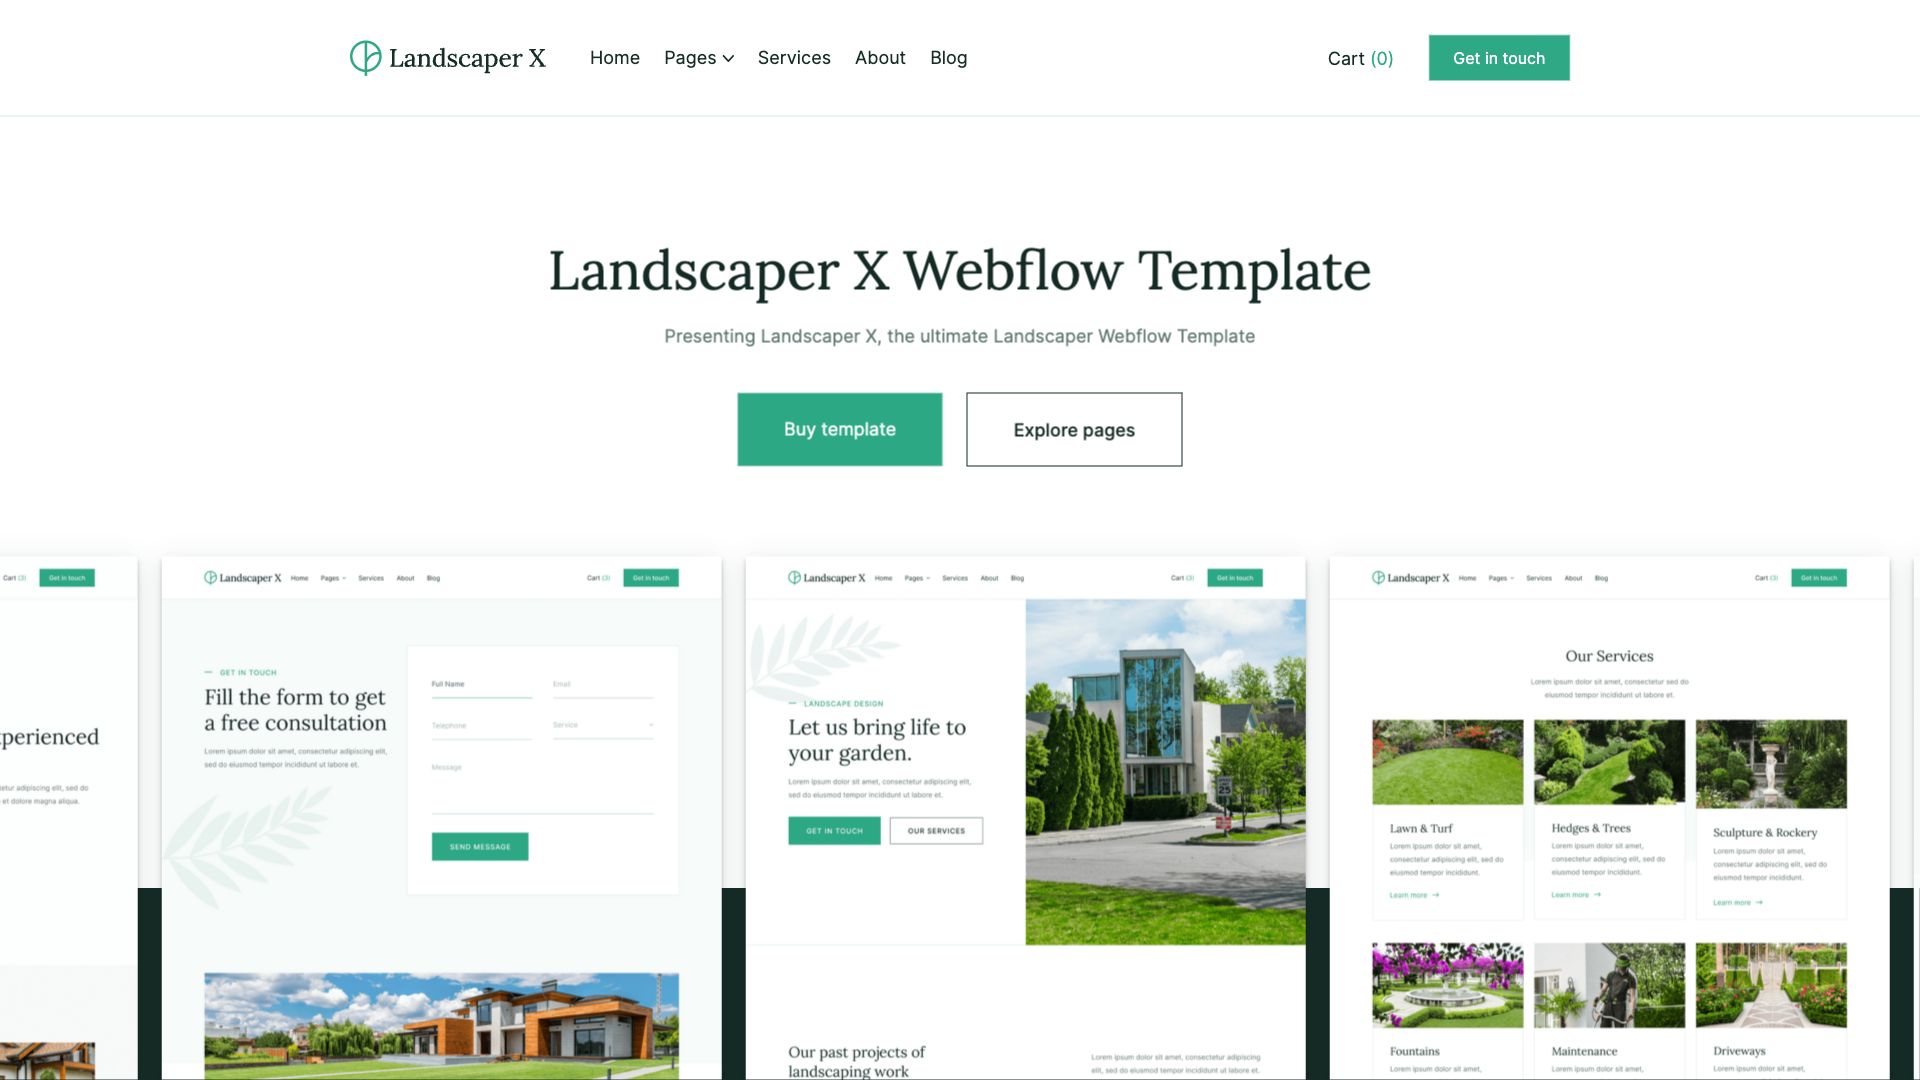 Landscaper X
Home
Pages
Services
About
Blog
Cart (0)
Get in touch
Landscaper X Webflow Template
Presenting Landscaper X, the ultimate Landscaper Webflow Template
Buy template
Explore pages
Cart (3)
Get in touch
perienced
adipiscing elit, sed do
et dolore magna aliqua.
Landscaper X
Home
Pages
Services
About
Blog
Cart (3)
Get in touch
GET IN TOUCH
Fill the form to get
a free consultation
Lorem ipsum dolor sit amet, consectetur adipiscing elit,
sed do eiusmod tempor incididunt ut labore et.
Full Name
Email
Telephone
Service
Message
SEND MESSAGE
Landscaper X
Home
Pages
Services
About
Blog
Cart (3)
Get in touch
LANDSCAPE DESIGN
Let us bring life to
your garden.
Lorem ipsum dolor sit amet, consectetur adipiscing elit,
sed do eiusmod tempor incididunt ut labore et.
GET IN TOUCH
OUR SERVICES
SPEED
LIMIT
25
Our past projects of
landscaping work
Lorem ipsum dolor sit amet, consectetur adipiscing
elit, sed do eiusmod tempor incididunt ut labore et.
Landscaper X
Home
Pages
Services
About
Blog
Cart (3)
Get in touch
Our Services
Lorem ipsum dolor sit amet, consectetur sed do
eiusmod tempor incididunt ut labore et.
Lawn & Turf
Lorem ipsum dolor sit amet,
consectetur adipiscing elit, sed do
eiusmod tempor incididunt.
Learn more →
Hedges & Trees
Lorem ipsum dolor sit amet,
consectetur adipiscing elit, sed do
eiusmod tempor incididunt.
Learn more →
Sculpture & Rockery
Lorem ipsum dolor sit amet,
consectetur adipiscing elit, sed do
eiusmod tempor incididunt.
Learn more →
Fountains
Lorem ipsum dolor sit amet,
Maintenance
Lorem ipsum dolor sit amet,
Driveways
Lorem ipsum dolor sit amet,